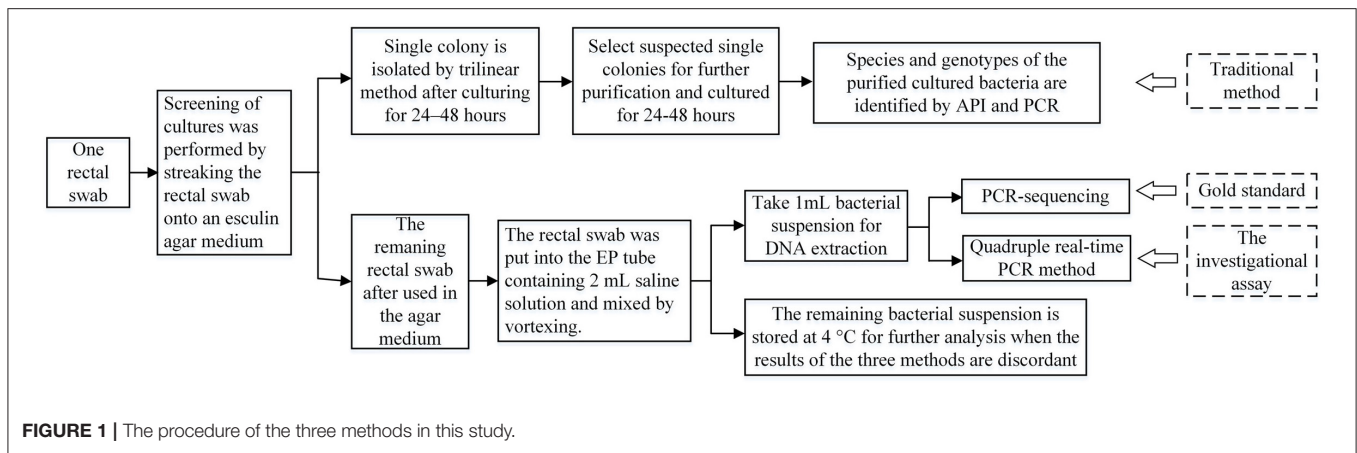 One
rectal
swab
Screening of
cultures was
performed by
streaking the
rectal swab
onto an esculin
agar medium
Single colony is
isolated by trilinear
method after culturing
for 24–48 hours
Select suspected single
colonies for further
purification and cultured
for 24-48 hours
Species and genotypes of the
purified cultured bacteria are
identified by API and PCR
Traditional
method
The
remaning
rectal swab
after used in
the agar
medium
The rectal swab was
put into the EP tube
containing 2 mL saline
solution and mixed by
vortexing.
Take 1mL bacterial
suspension for
DNA extraction
PCR-sequencing
Gold standard
Quadruple real-time
PCR method
The
investigational
assay
The remaining bacterial suspension is
stored at 4 °C for further analysis when the
results of the three methods are discordant
FIGURE 1 | The procedure of the three methods in this study.